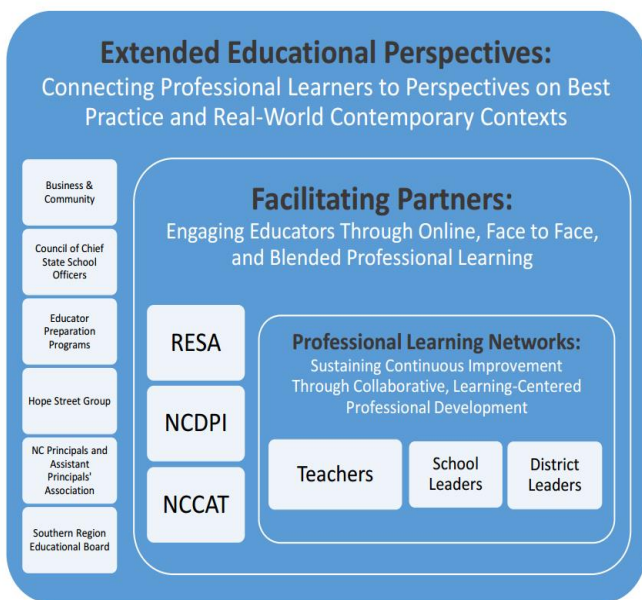 Extended Educational Perspectives:
Connecting Professional Learners to Perspectives on Best
Practice and Real-World Contemporary Contexts
Business &
Community
Council of Chief
State School
Officers
Educator
Preparation
Programs
Hope Street Group
NC Principals and
Assistant
Principals'
Association
Southern Region
Educational Board
Facilitating Partners:
Engaging Educators Through Online, Face to Face,
and Blended Professional Learning
RESA
NCDPI
NCCAT
Professional Learning Networks:
Sustaining Continuous Improvement
Through Collaborative, Learning-Centered
Professional Development
Teachers
School
Leaders
District
Leaders